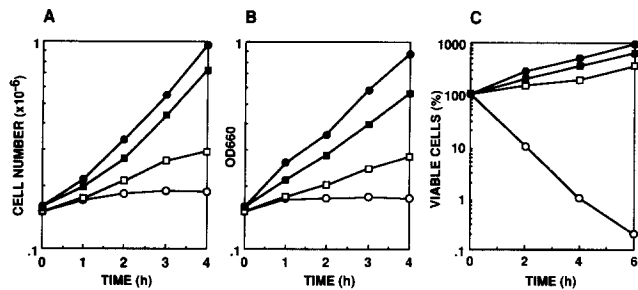 A
B
C
1
.1
CELL NUMBER (x10⁻⁶)
0 1 2 3 4
TIME (h)
1
.1
OD660
0 1 2 3 4
TIME (h)
1000
100
10
1
.1
VIABLE CELLS (%)
0 2 4 6
TIME (h)